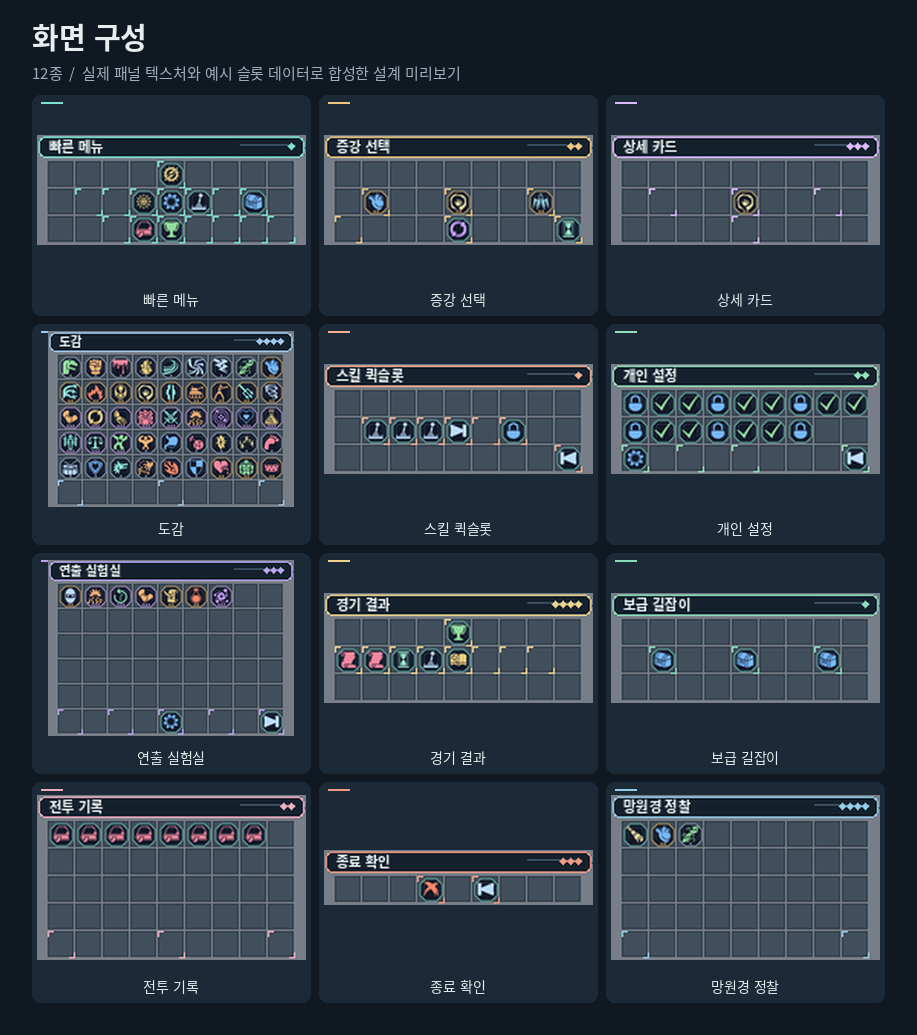 화면 구성
12종 / 실제 패널 텍스처와 예시 슬롯 데이터로 합성한 설계 미리보기
빠른 메뉴
빠른 메뉴
증강 선택
증강 선택
상세 카드
상세 카드
도감
도감
스킬 퀵슬롯
스킬 퀵슬롯
개인 설정
개인 설정
연출 실험실
연출 실험실
경기 결과
경기 결과
보급 길잡이
보급 길잡이
전투 기록
전투 기록
종료 확인
종료 확인
망원경 정찰
망원경 정찰